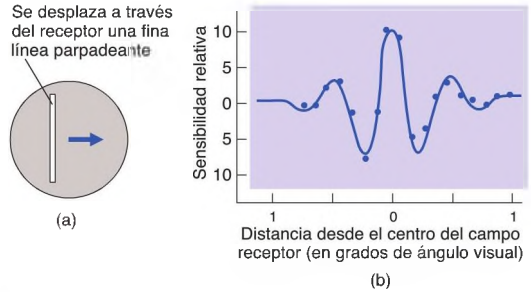 Se desplaza a través
del receptor una fina
línea parpadeante
(a)
Sensibilidad relativa
10
5
0
5
10
1
0
1
Distancia desde el centro del campo
receptor (en grados de ángulo visual)
(b)